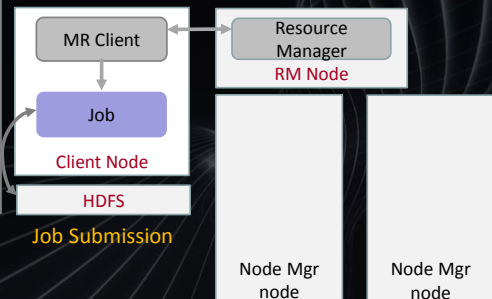 MR Client
Resource
Manager
RM Node
Job
Client Node
HDFS
Job Submission
Node Mgr
node
Node Mgr
node